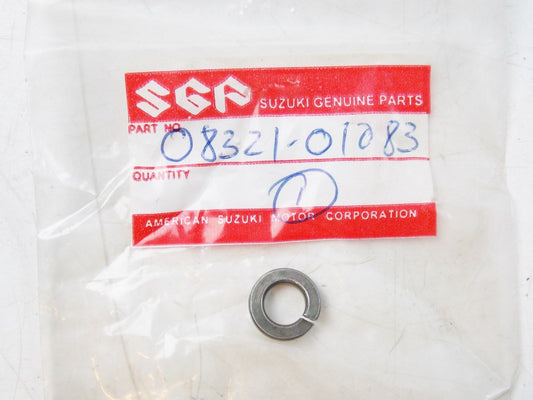 SGP SUZUKI GENUINE PARTS
PART NO. 08321-01083
QUANTITY 1
AMERICAN SUZUKI MOTOR CORPORATION